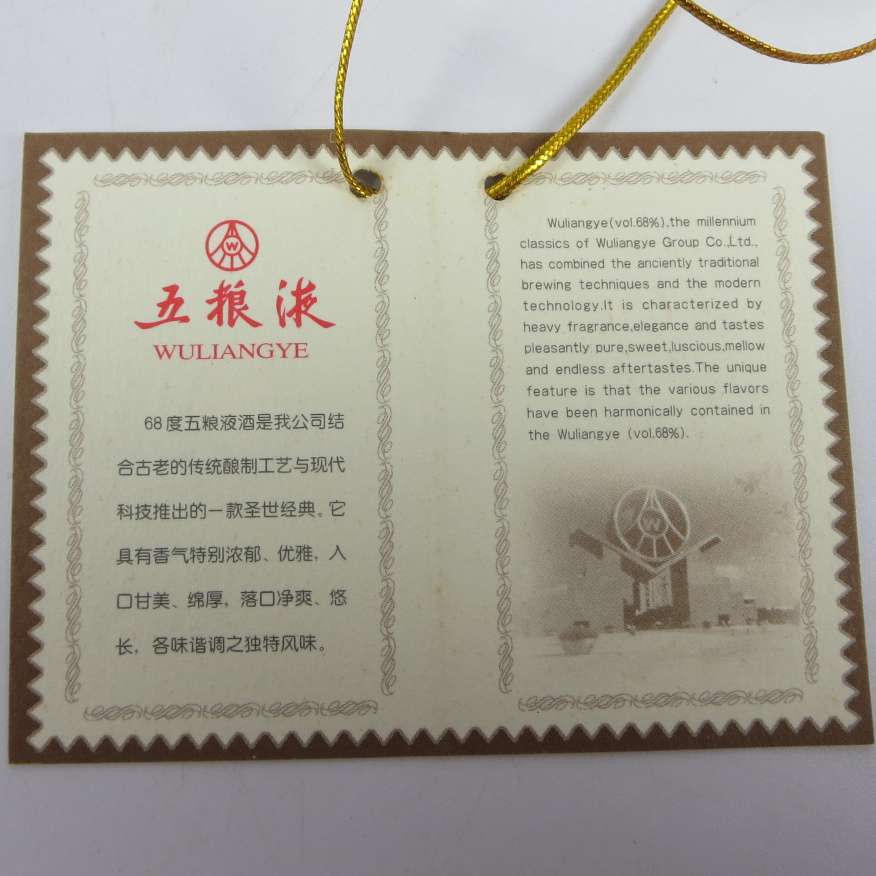 W
五粮液
WULIANGYE
68度五粮液酒是我公司结
合古老的传统酿制工艺与现代
科技推出的一款圣世经典。它
具有香气特别浓郁、优雅，入
口甘美、绵厚，落口净爽、悠
长，各味谐调之独特风味。
Wuliangye(vol.68%),the millennium
classics of Wuliangye Group Co.,Ltd.,
has combined the anciently traditional
brewing techniques and the modern
technology.It is characterized by
heavy fragrance,elegance and tastes
pleasantly pure,sweet,luscious,mellow
and endless aftertastes.The unique
feature is that the various flavors
have been harmonically contained in
the Wuliangye (vol.68%).
W